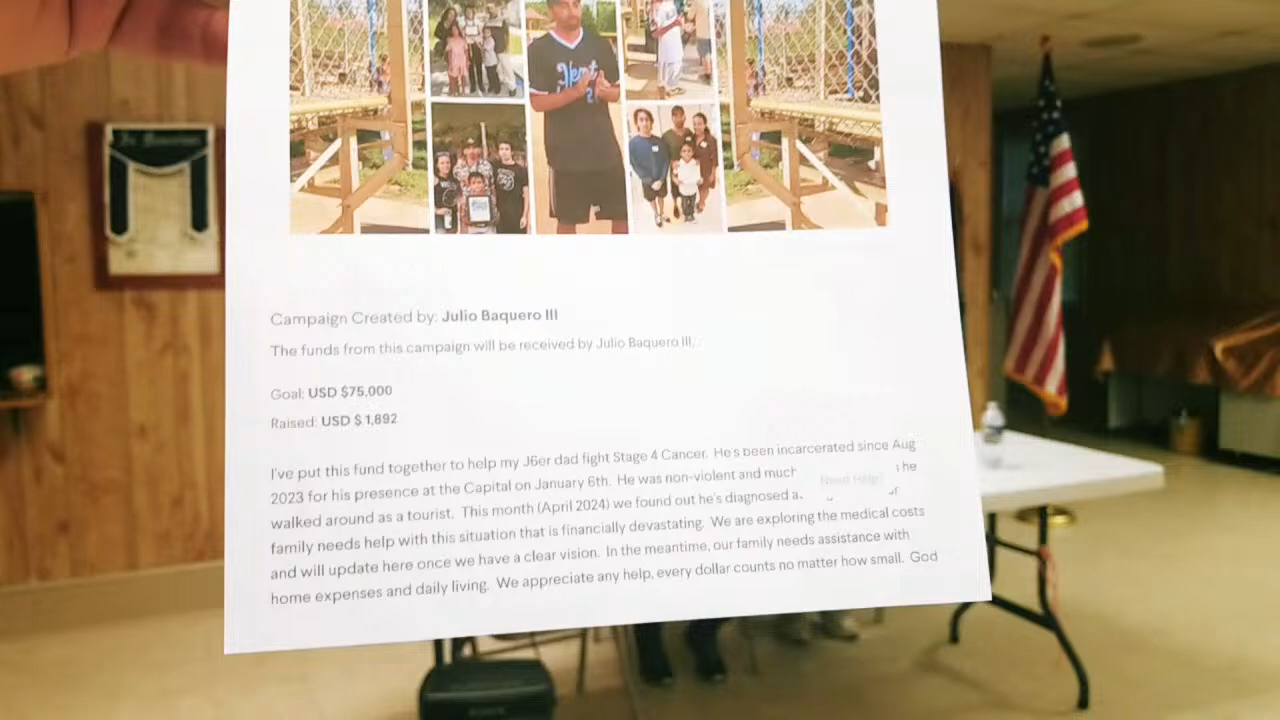 In Memoriam
Campaign Created by: Julio Baquero III
The funds from this campaign will be received by Julio Baquero III.
Goal: USD $75,000
Raised: USD $ 1,892
I've put this fund together to help my J6er dad fight Stage 4 Cancer. He's been incarcerated since Aug
2023 for his presence at the Capital on January 6th. He was non-violent and much Need Help? he
walked around as a tourist. This month (April 2024) we found out he's diagnosed
family needs help with this situation that is financially devastating. We are exploring the medical costs
and will update here once we have a clear vision. In the meantime, our family needs assistance with
home expenses and daily living. We appreciate any help, every dollar counts no matter how small. God